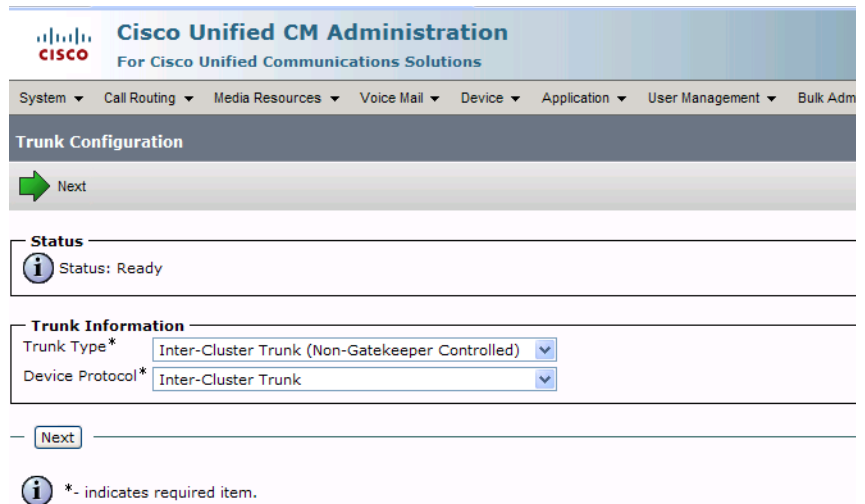 CISCO
Cisco Unified CM Administration
For Cisco Unified Communications Solutions
System Call Routing Media Resources Voice Mail Device Application User Management Bulk Adm
Trunk Configuration
Next
Status
Status: Ready
Trunk Information
Trunk Type* Inter-Cluster Trunk (Non-Gatekeeper Controlled)
Device Protocol* Inter-Cluster Trunk
Next
*- indicates required item.